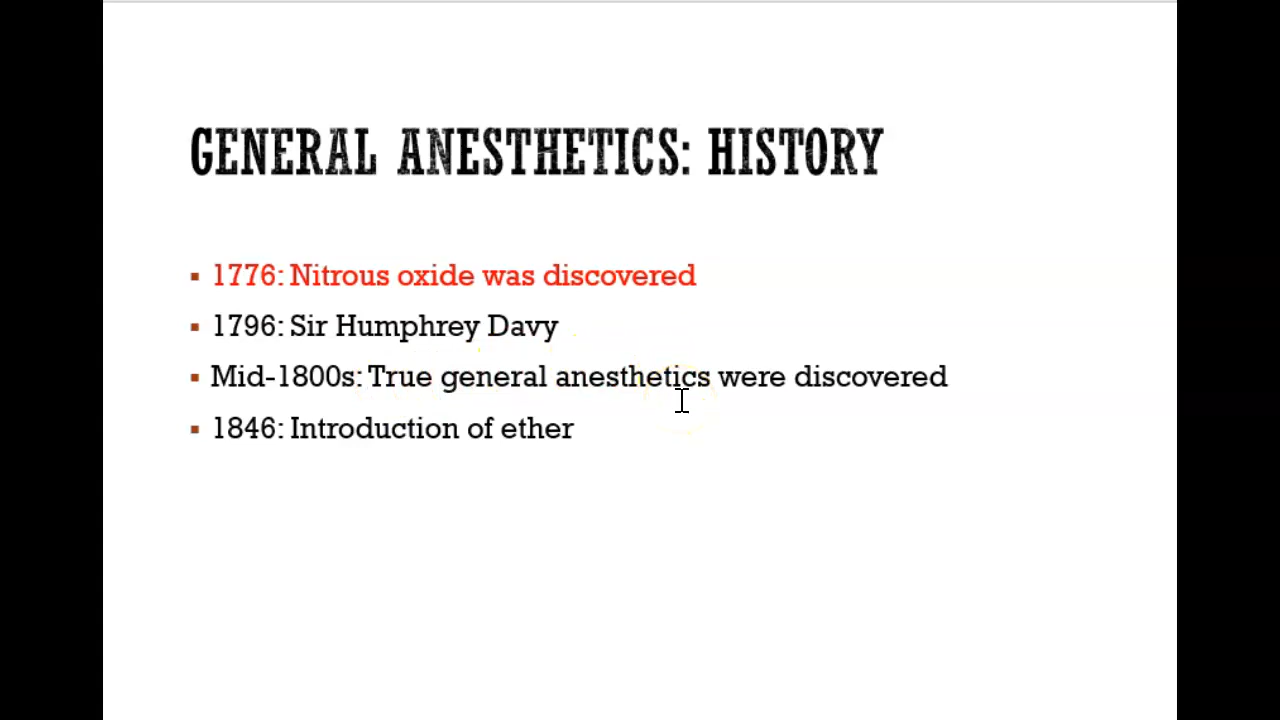 GENERAL ANESTHETICS: HISTORY
▪ 1776: Nitrous oxide was discovered
▪ 1796: Sir Humphrey Davy
▪ Mid-1800s: True general anesthetics were discovered
▪ 1846: Introduction of ether